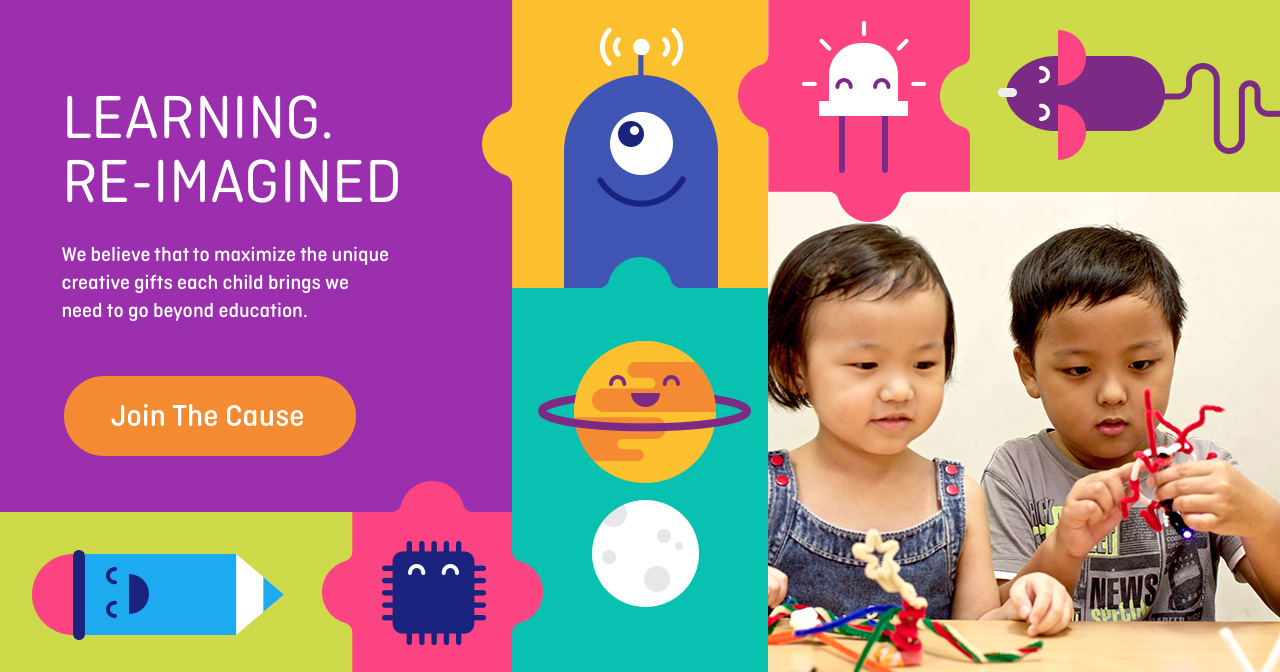 LEARNING.
RE-IMAGINED
We believe that to maximize the unique
creative gifts each child brings we
need to go beyond education.
Join The Cause
NEWS